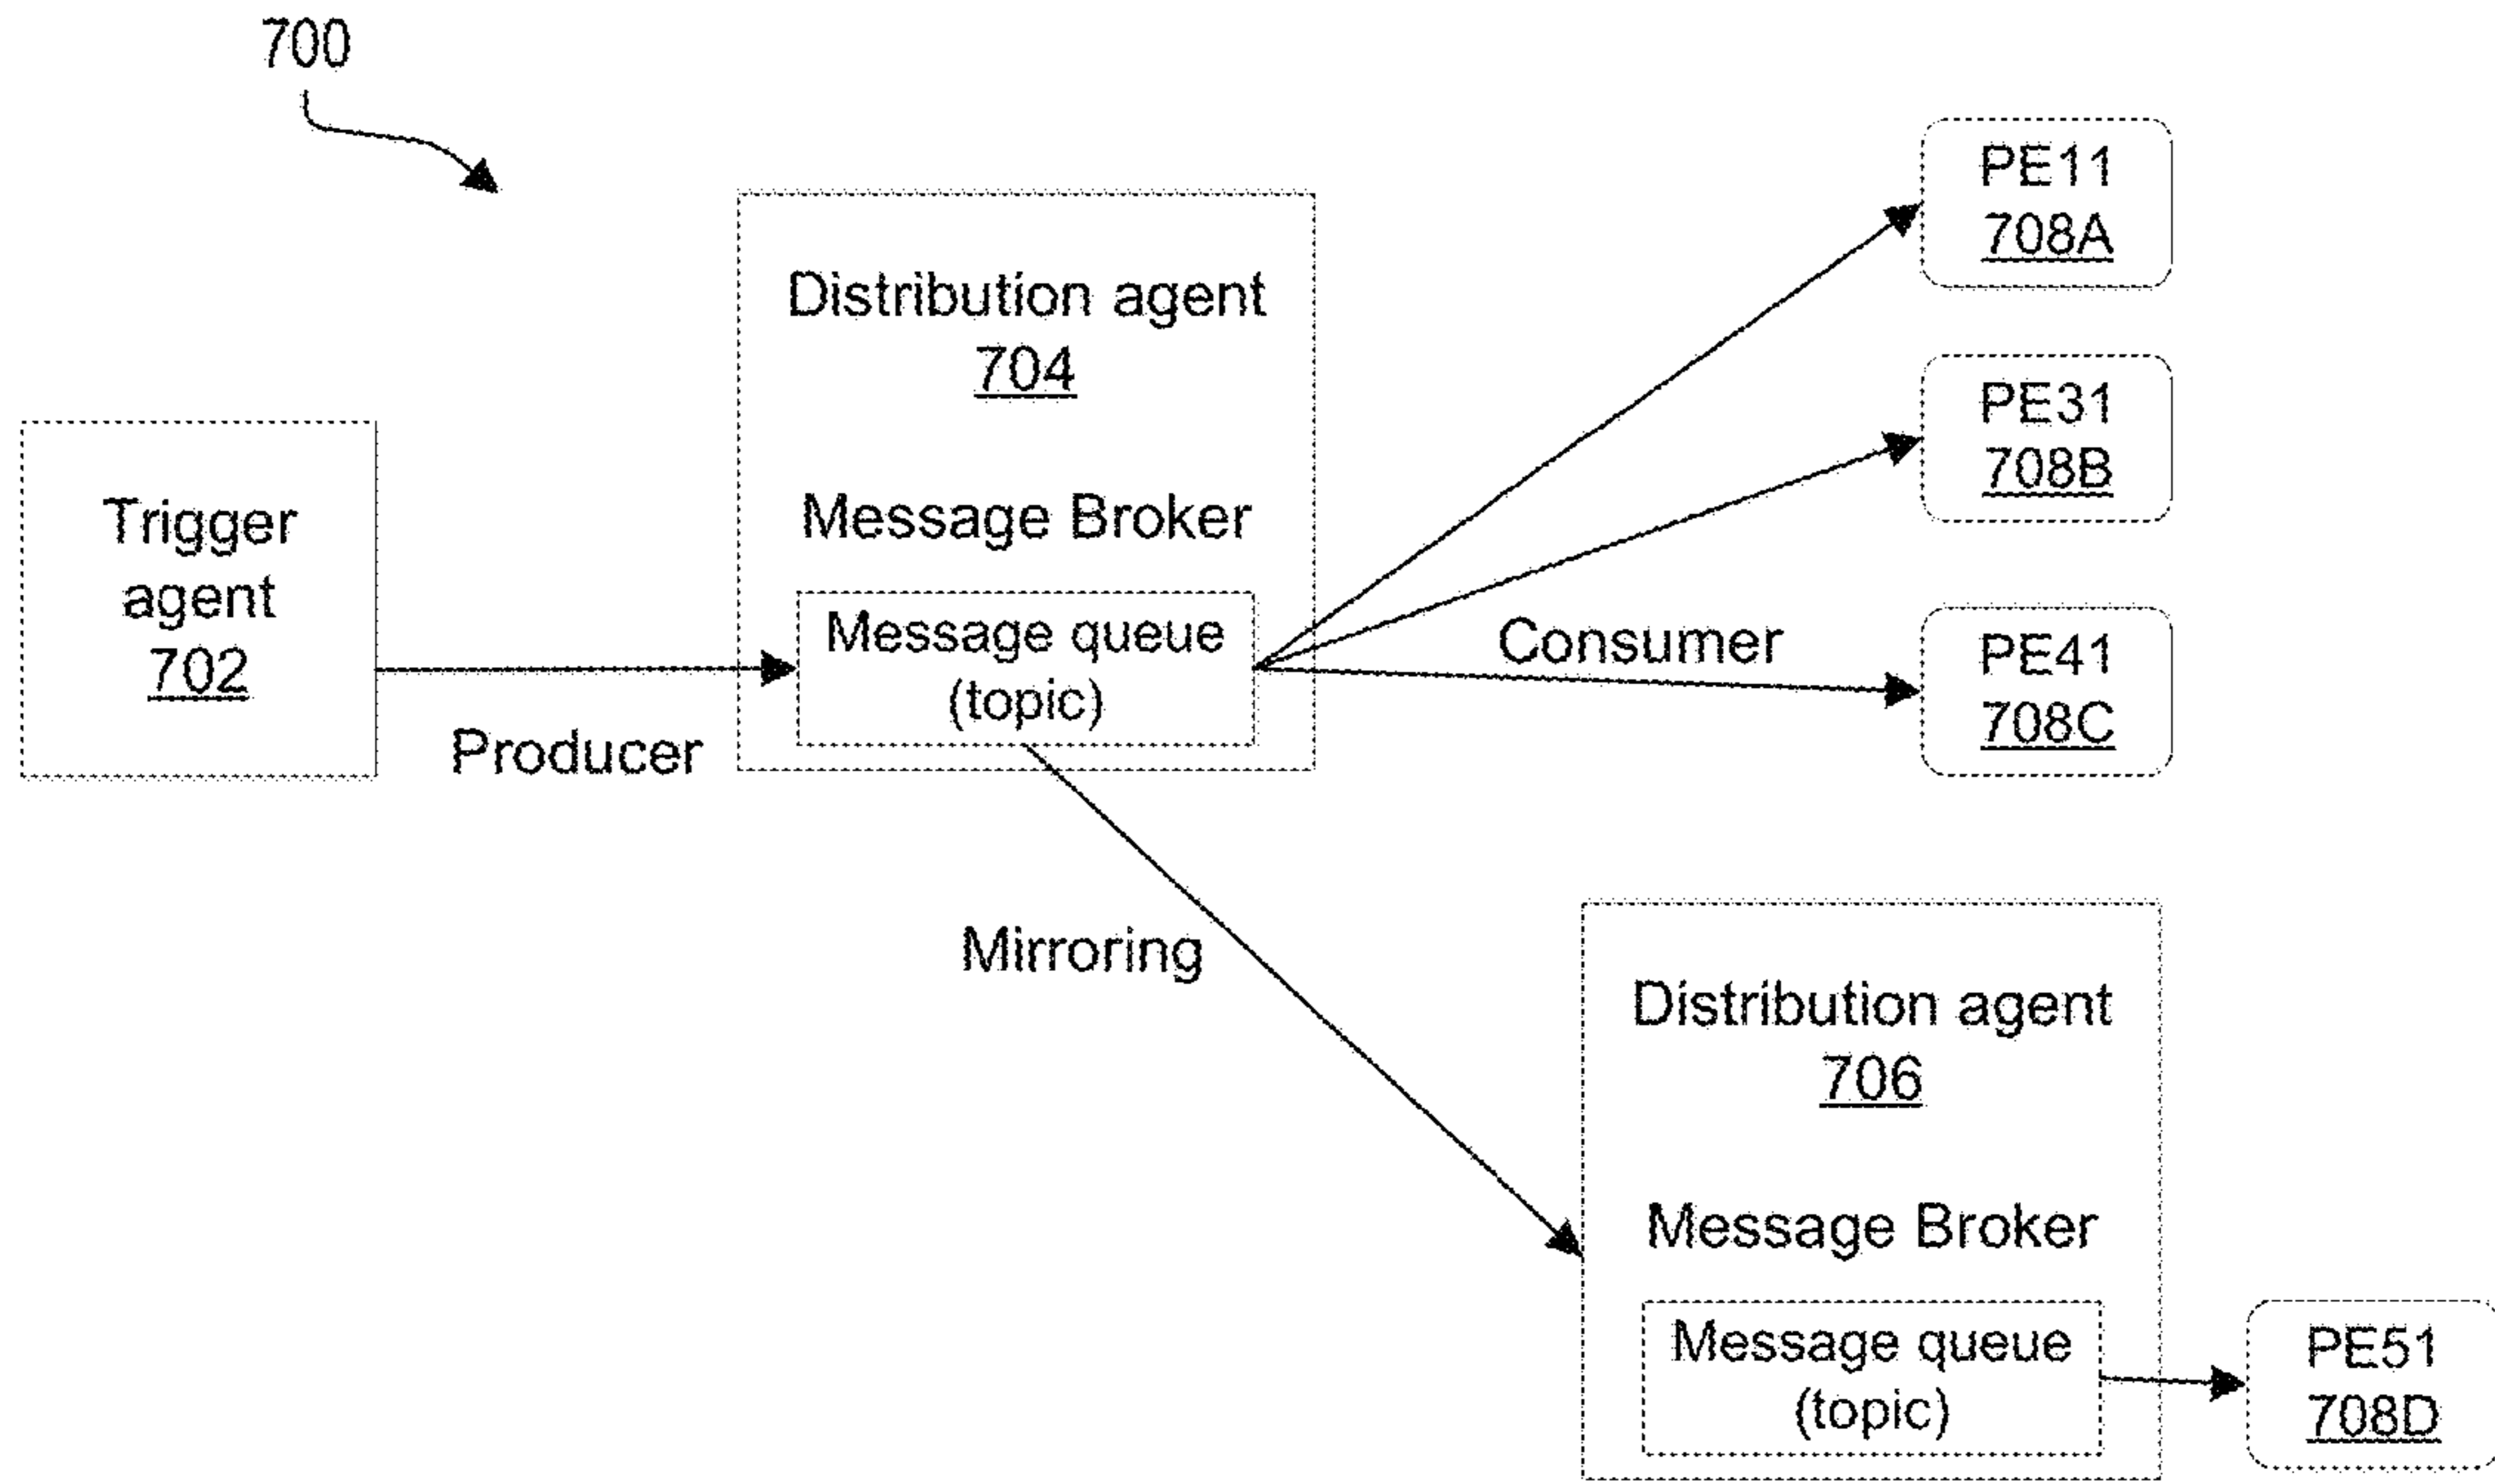 700
Trigger
agent
702
Producer
Distribution agent
704
Message Broker
Message queue
(topic)
Consumer
PE11
708A
PE31
708B
PE41
708C
Mirroring
Distribution agent
706
Message Broker
Message queue
(topic)
PE51
708D